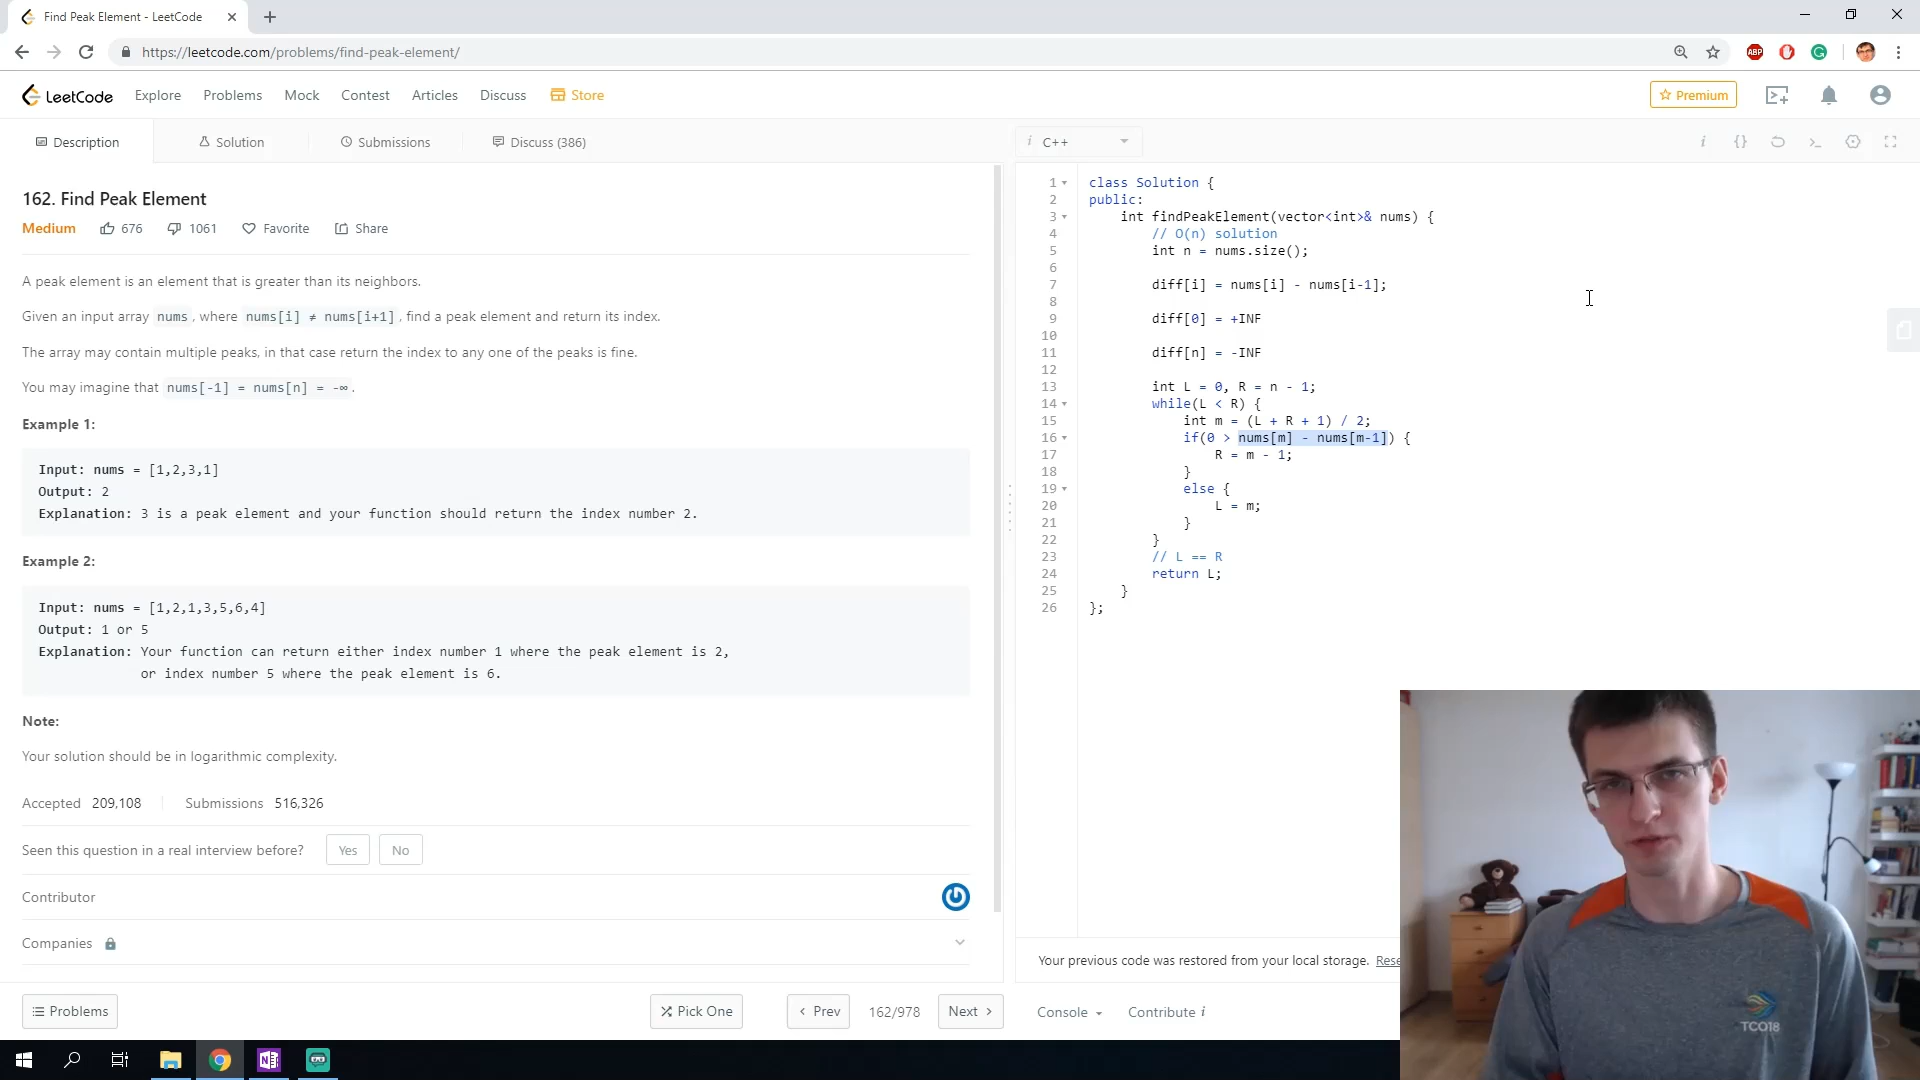 Find Peak Element - LeetCode
https://leetcode.com/problems/find-peak-element/
ABP
LeetCode Explore Problems Mock Contest Articles Discuss Store Premium
Description Solution Submissions Discuss (386)
162. Find Peak Element
Medium 676 1061 Favorite Share
A peak element is an element that is greater than its neighbors.
Given an input array nums, where nums[i] ≠ nums[i+1], find a peak element and return its index.
The array may contain multiple peaks, in that case return the index to any one of the peaks is fine.
You may imagine that nums[-1] = nums[n] = -∞.
Example 1:
Input: nums = [1,2,3,1]
Output: 2
Explanation: 3 is a peak element and your function should return the index number 2.
Example 2:
Input: nums = [1,2,1,3,5,6,4]
Output: 1 or 5
Explanation: Your function can return either index number 1 where the peak element is 2,
or index number 5 where the peak element is 6.
Note:
Your solution should be in logarithmic complexity.
Accepted 209,108 Submissions 516,326
Seen this question in a real interview before? Yes No
Contributor
Companies
Problems Pick One Prev 162/978 Next
i C++ i {}
1 class Solution {
2 public:
3 int findPeakElement(vector<int>& nums) {
4 // O(n) solution
5 int n = nums.size();
6
7 diff[i] = nums[i] - nums[i-1];
8
9 diff[0] = +INF
10
11 diff[n] = -INF
12
13 int L = 0, R = n - 1;
14 while(L < R) {
15 int m = (L + R + 1) / 2;
16 if(0 > nums[m] - nums[m-1]) {
17 R = m - 1;
18 }
19 else {
20 L = m;
21 }
22 }
23 // L == R
24 return L;
25 }
26 };
Your previous code was restored from your local storage. Rese
Console Contribute i
TCO18